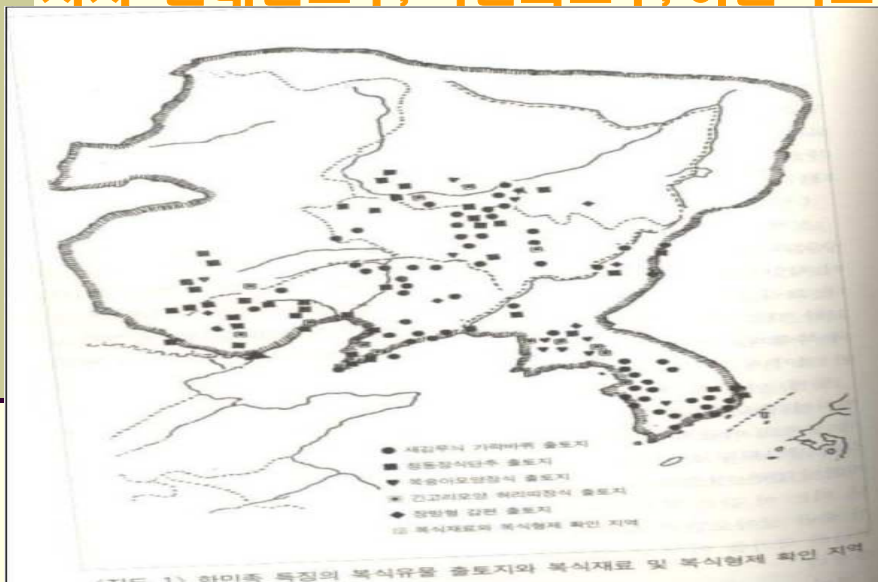 ● 새김무늬 가락바퀴 출토지
■ 청동장식단추 출토지
▼ 복숭아모양장식 출토지
긴고리모양 허리띠장식 출토지
◆ 장방형 갑편 출토지
복식재료와 복식형제 확인 지역
<지도 1> 한민족 특징의 복식유물 출토지와 복식재료 및 복식형제 확인 지역